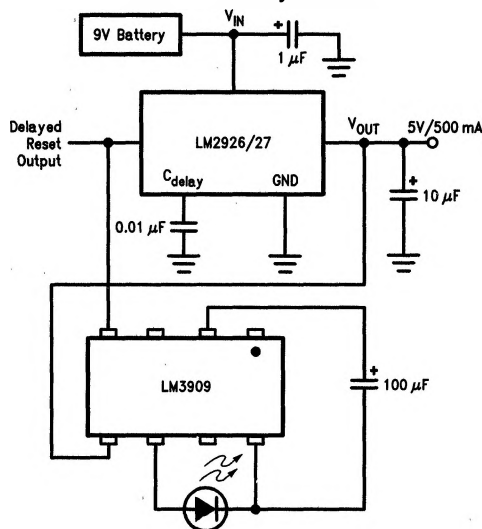 9V Battery
V_IN
+
1 μF
Delayed
Reset
Output
LM2926/27
V_OUT
5V/500 mA
C_delay
GND
+
10 μF
0.01 μF
LM3909
+
100 μF